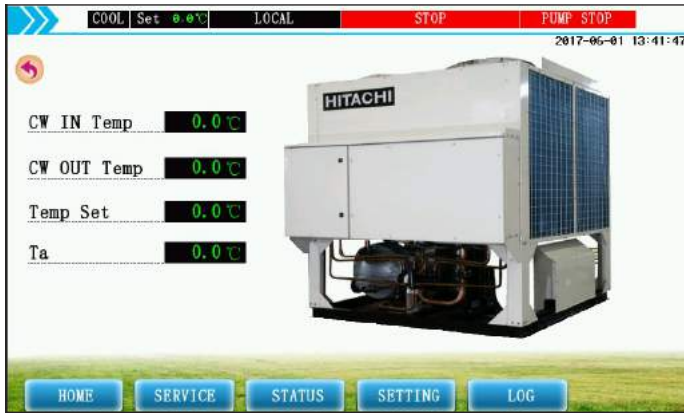 COOL Set 0.0℃ LOCAL STOP PUMP STOP
2017-06-01 13:41:47
HITACHI
CW IN Temp 0.0℃
CW OUT Temp 0.0℃
Temp Set 0.0℃
Ta 0.0℃
HOME SERVICE STATUS SETTING LOG